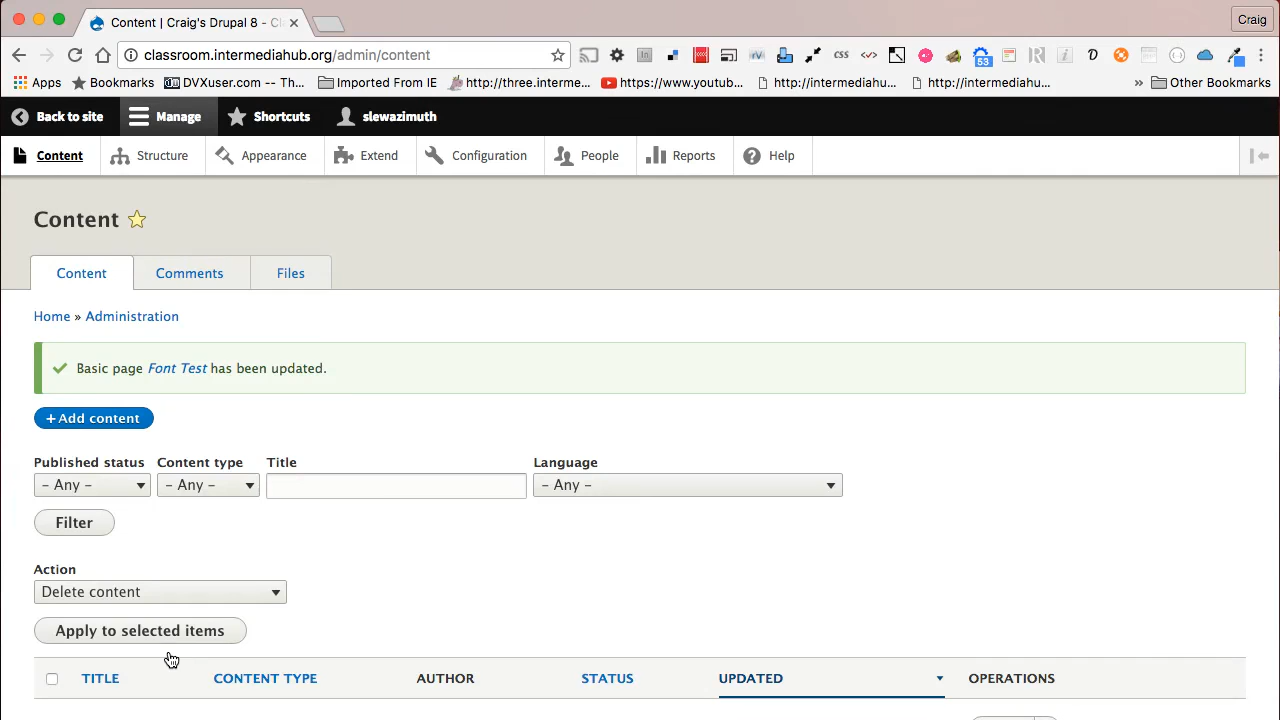 Content | Craig's Drupal 8 - Cl
Craig
classroom.intermediahub.org/admin/content
53
Apps
Bookmarks
DVXuser.com -- Th...
Imported From IE
http://three.interme...
https://www.youtub...
http://intermediahu...
http://intermediahu...
»
Other Bookmarks
Back to site
Manage
Shortcuts
slewazimuth
Content
Structure
Appearance
Extend
Configuration
People
Reports
Help
Content
Content
Comments
Files
Home » Administration
Basic page Font Test has been updated.
+ Add content
Published status
Content type
Title
Language
- Any -
- Any -
- Any -
Filter
Action
Delete content
Apply to selected items
TITLE
CONTENT TYPE
AUTHOR
STATUS
UPDATED
OPERATIONS